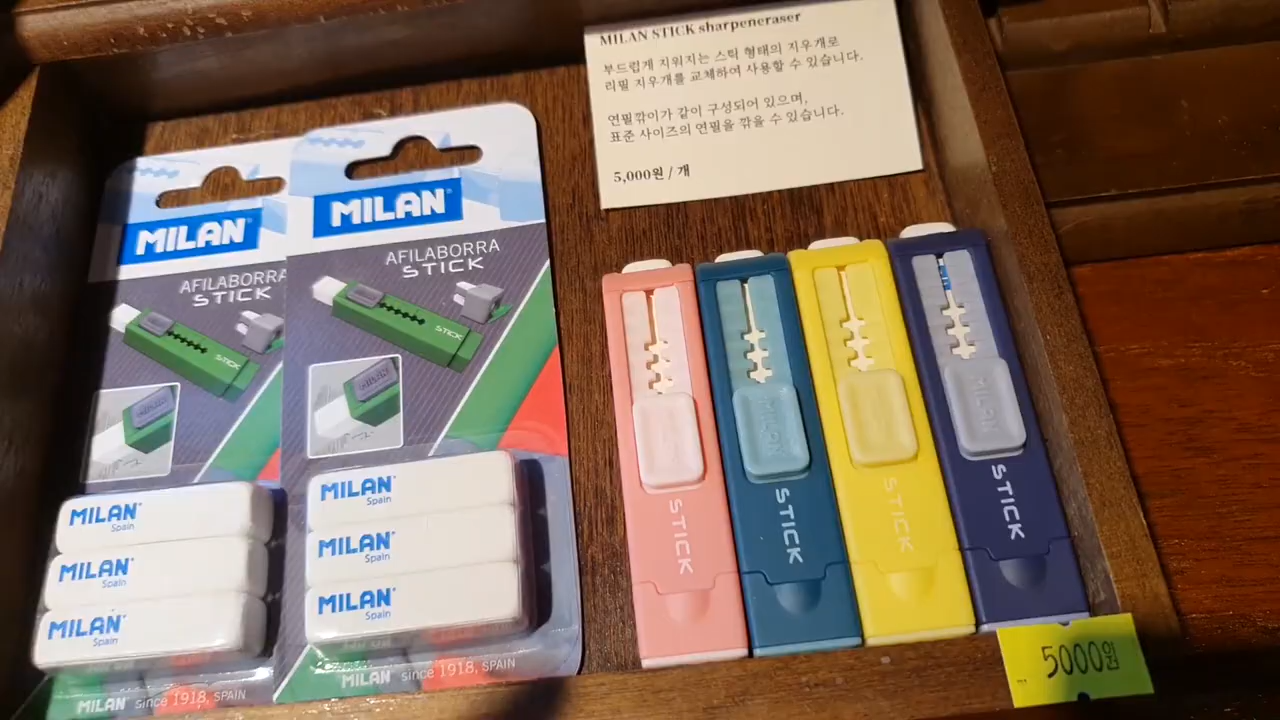 MILAN STICK sharpeneraser
부드럽게 지워지는 스틱 형태의 지우개로
리필 지우개를 교체하여 사용할 수 있습니다.
연필깎이가 같이 구성되어 있으며,
표준 사이즈의 연필을 깎을 수 있습니다.
5,000원 / 개
MILAN
AFILABORRA
STICK
STICK
MILAN
Spain
MILAN
Spain
MILAN
Spain
MILAN since 1918, SPAIN
MILAN
AFILABORRA
STICK
STICK
MILAN
Spain
MILAN
Spain
MILAN
Spain
MILAN since 1918, SPAIN
STICK
MILAN
STICK
STICK
MILAN
STICK
5000원